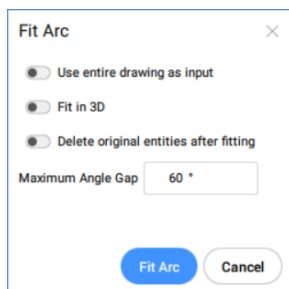 Fit Arc
Use entire drawing as input
Fit in 3D
Delete original entities after fitting
Maximum Angle Gap 60 °
Fit Arc Cancel